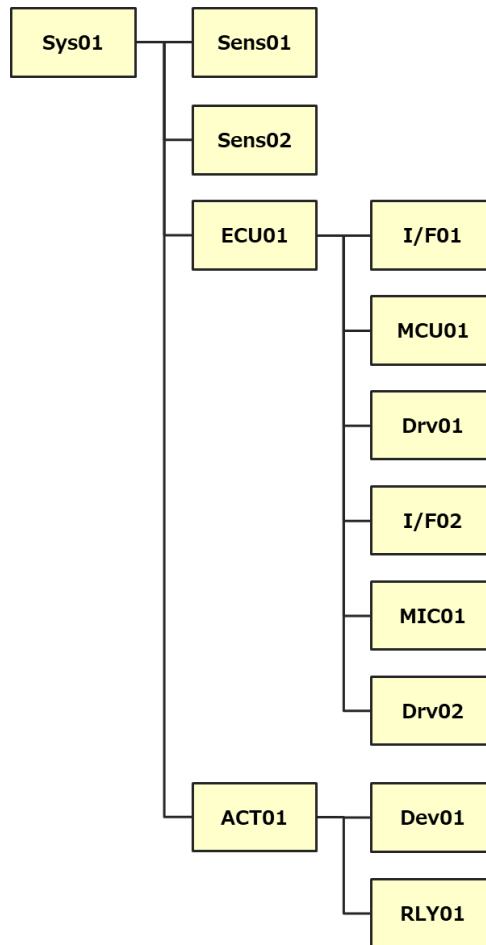 Sys01
Sens01
Sens02
ECU01
I/F01
MCU01
Drv01
I/F02
MIC01
Drv02
ACT01
Dev01
RLY01